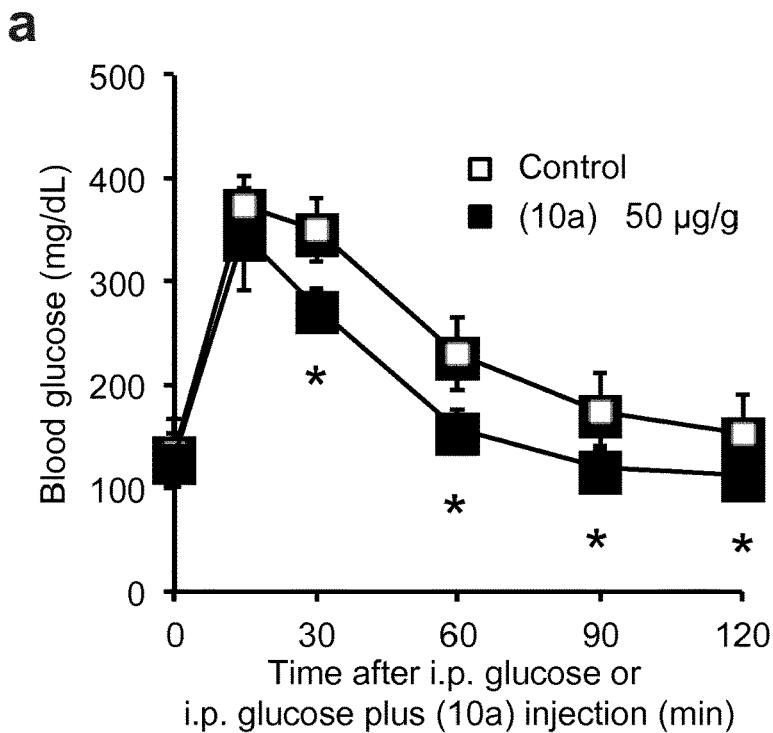 a
500
400
300
200
100
0
Blood glucose (mg/dL)
Control
(10a) 50 µg/g
*
*
*
*
0 30 60 90 120
Time after i.p. glucose or
i.p. glucose plus (10a) injection (min)